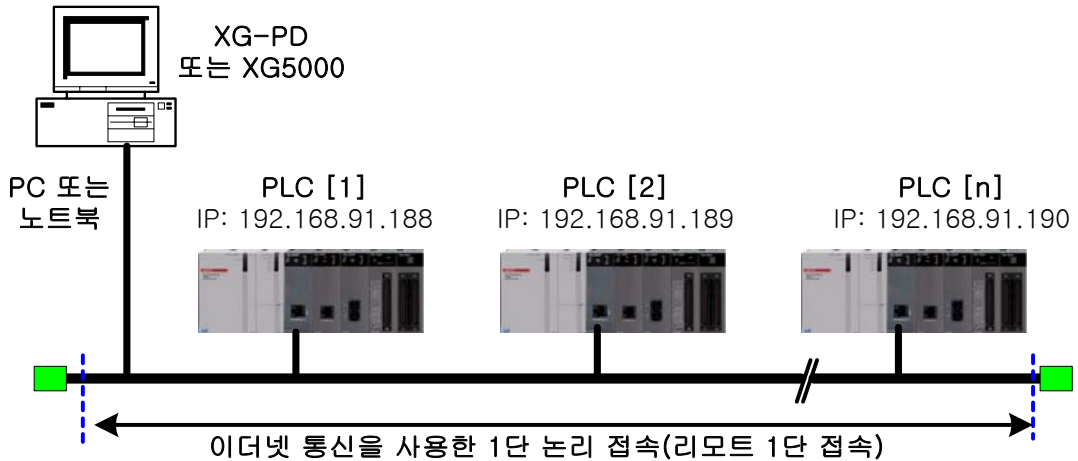 XG-PD
또는 XG5000
PC 또는
노트북
PLC [1]
IP: 192.168.91.188
PLC [2]
IP: 192.168.91.189
PLC [n]
IP: 192.168.91.190
이더넷 통신을 사용한 1단 논리 접속(리모트 1단 접속)